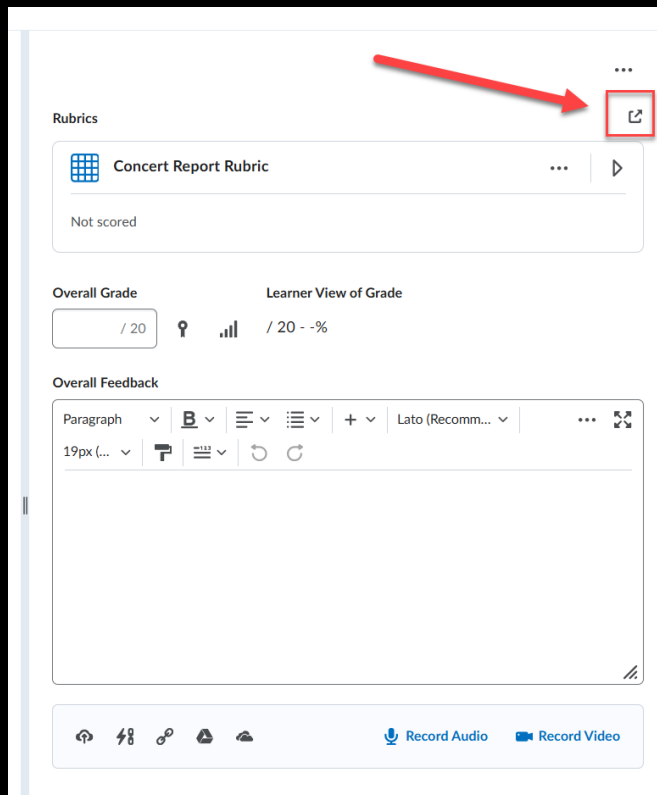 Rubrics
Concert Report Rubric
Not scored
Overall Grade
Learner View of Grade
/ 20
/ 20 - -%
Overall Feedback
Paragraph
B
Lato (Recomm...
19px (...
Record Audio
Record Video